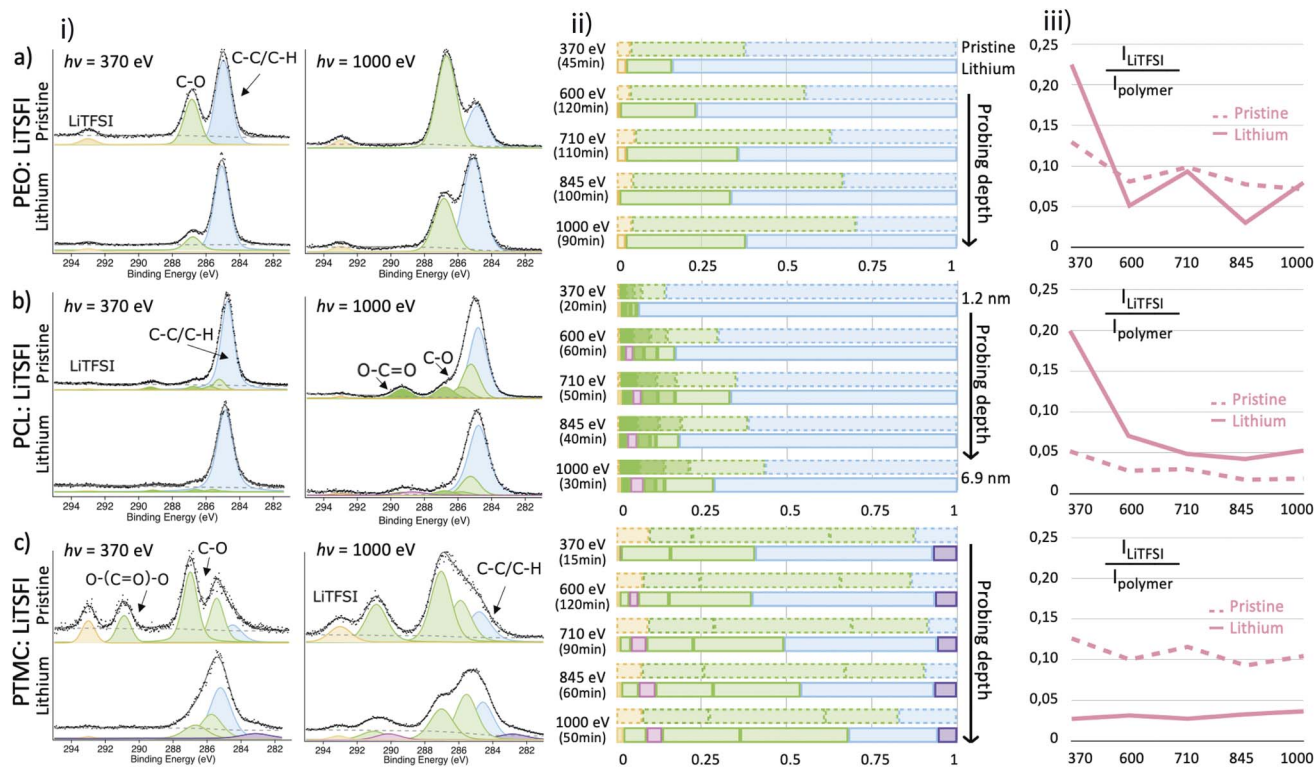 i)
ii)
iii)
a)
PEO: LiTSFI
Pristine
Lithium
hv = 370 eV
C-C/C-H
C-O
LiTFSI
294 292 290 288 286 284 282
Binding Energy (eV)
hv = 1000 eV
294 292 290 288 286 284 282
Binding Energy (eV)
370 eV
(45min)
600 eV
(120min)
710 eV
(110min)
845 eV
(100min)
1000 eV
(90min)
Pristine
Lithium
Probing depth
0 0.25 0.5 0.75 1
0,25
0,20
0,15
0,10
0,05
0
I LiTFSI
I polymer
Pristine
Lithium
370 600 710 845 1000
b)
PCL: LiTSFI
Pristine
Lithium
hv = 370 eV
C-C/C-H
LiTFSI
294 292 290 288 286 284 282
Binding Energy (eV)
hv = 1000 eV
C-O
O-C=O
294 292 290 288 286 284 282
Binding Energy (eV)
370 eV
(20min)
600 eV
(60min)
710 eV
(50min)
845 eV
(40min)
1000 eV
(30min)
1.2 nm
Probing depth
6.9 nm
0 0.25 0.5 0.75 1
0,25
0,20
0,15
0,10
0,05
0
I LiTFSI
I polymer
Pristine
Lithium
370 600 710 845 1000
c)
PTMC: LiTSFI
Pristine
Lithium
hv = 370 eV
C-O
O-(C=O)-O
294 292 290 288 286 284 282
Binding Energy (eV)
hv = 1000 eV
C-C/C-H
LiTFSI
294 292 290 288 286 284 282
Binding Energy (eV)
370 eV
(15min)
600 eV
(120min)
710 eV
(90min)
845 eV
(60min)
1000 eV
(50min)
Probing depth
0 0.25 0.5 0.75 1
0,25
0,20
0,15
0,10
0,05
0
I LiTFSI
I polymer
Pristine
Lithium
370 600 710 845 1000